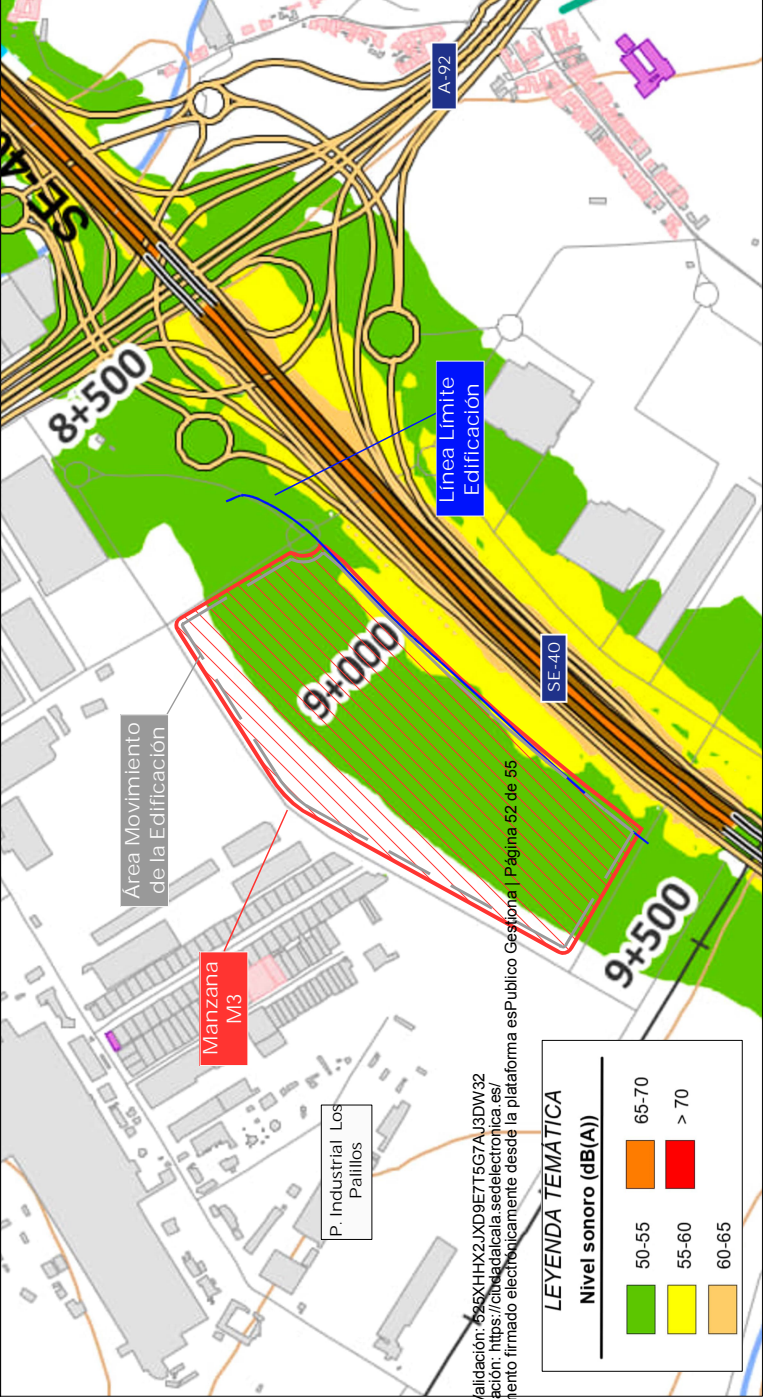 SE-40
A-92
8+500
Línea Límite
Edificación
9+000
SE-40
Área Movimiento
de la Edificación
9+500
Manzana
M3
P. Industrial Los
Palillos
alidación: 525XHHX2JXD9E7T5G7AJ3DW32
ación: https://ciudadalcala.sedelectronica.es/
mento firmado electrónicamente desde la plataforma esPublico Gestiona | Página 52 de 55
LEYENDA TEMÁTICA
Nivel sonoro (dB(A))
50-55
55-60
60-65
65-70
> 70